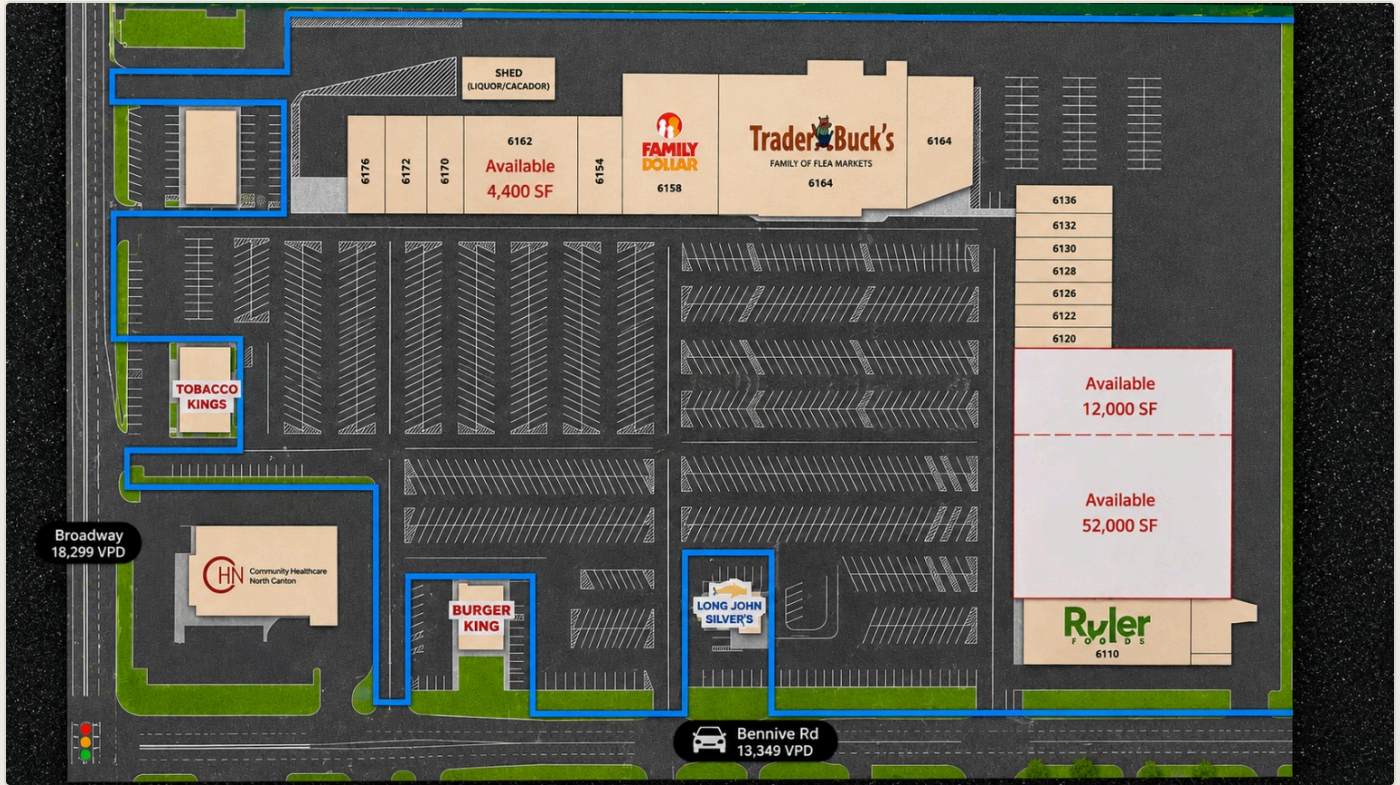 SHED
(LIQUOR/CACADOR)
6176
6172
6170
6162
Available
4,400 SF
6154
FAMILY
DOLLAR
6158
Trader Buck's
FAMILY OF FLEA MARKETS
6164
6164
6136
6132
6130
6128
6126
6122
6120
Available
12,000 SF
Available
52,000 SF
TOBACCO
KINGS
Broadway
18,299 VPD
CHN
Community Healthcare
North Canton
BURGER
KING
LONG JOHN
SILVER'S
Ruler
FOODS
6110
Bennive Rd
13,349 VPD